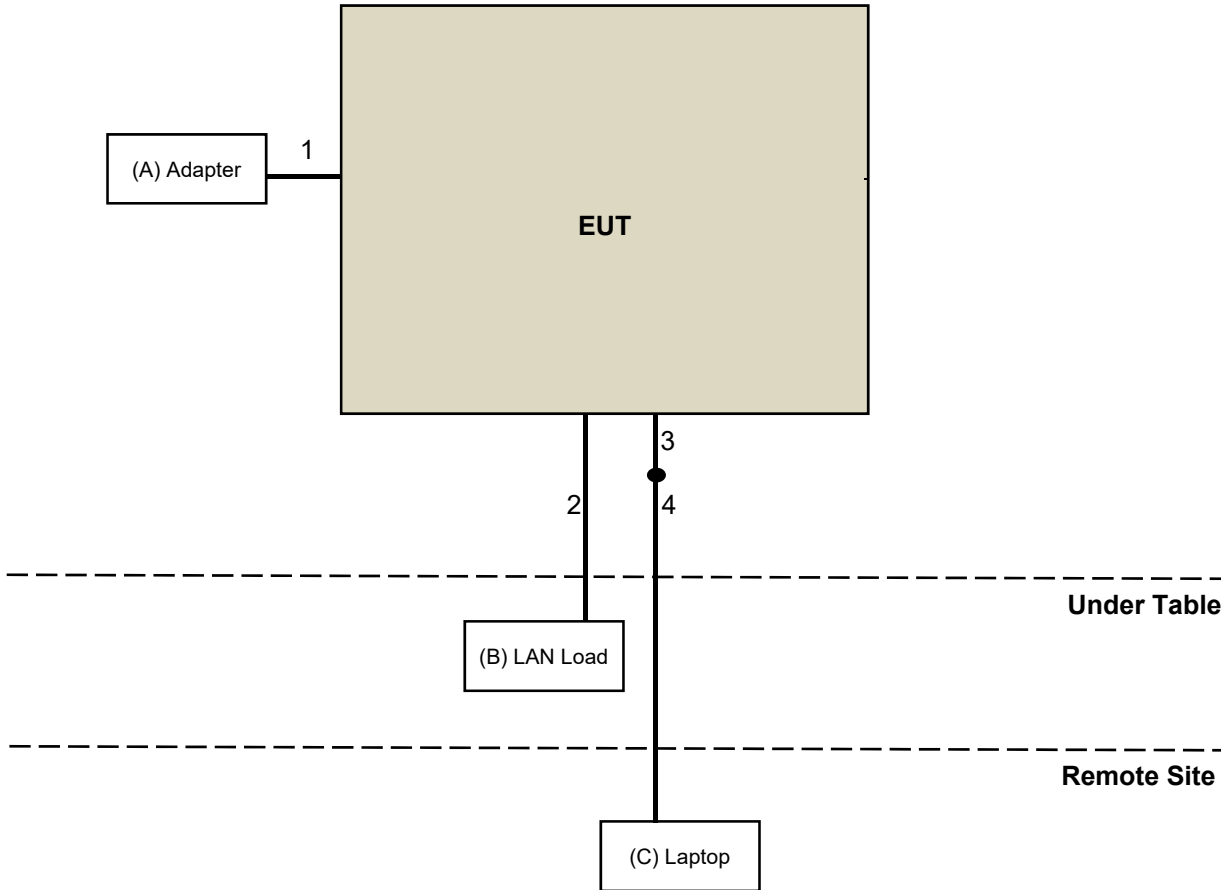 1
(A) Adapter
EUT
3
2
4
Under Table
(B) LAN Load
Remote Site
(C) Laptop